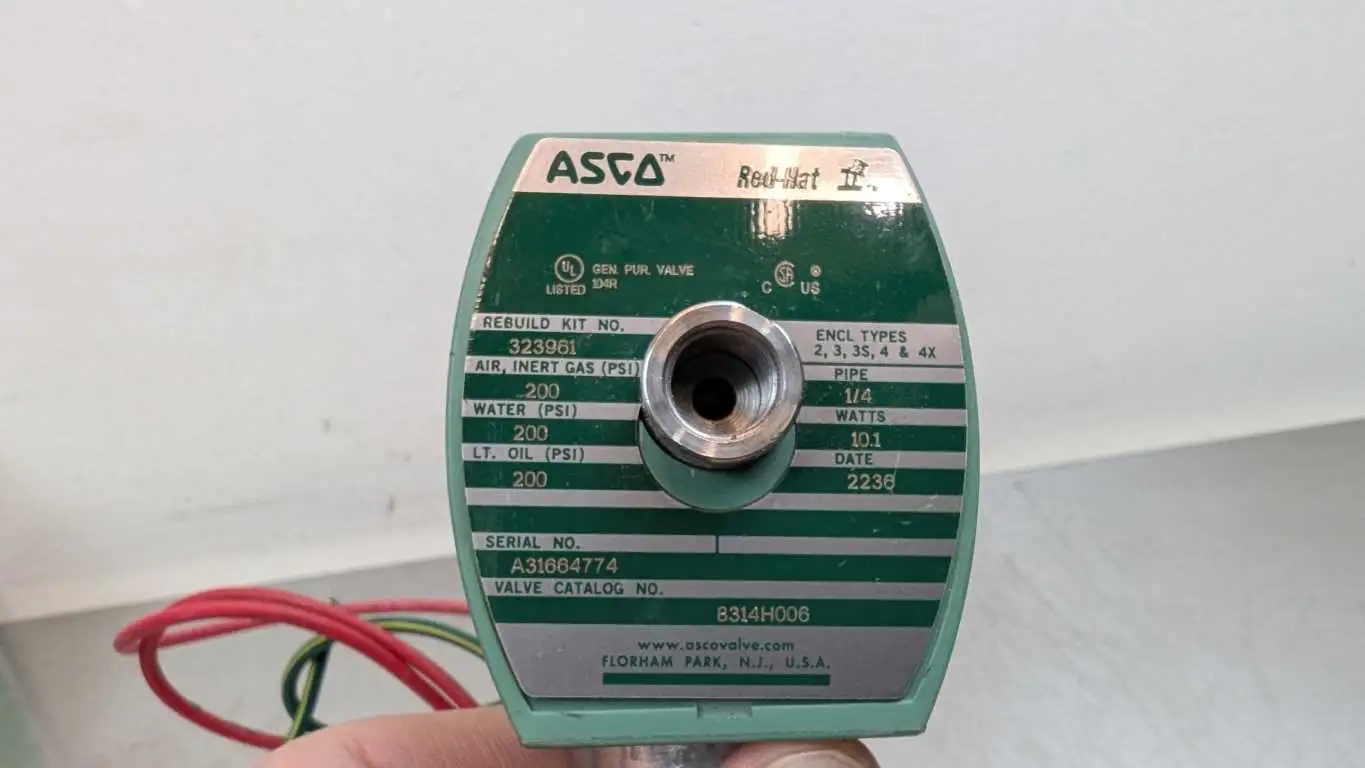 ASCO™ Red-Hat II
UL LISTED GEN. PUR. VALVE 104R
C SA US ®
REBUILD KIT NO.
323961
AIR, INERT GAS (PSI)
200
WATER (PSI)
200
LT. OIL (PSI)
200
ENCL TYPES
2, 3, 3S, 4 & 4X
PIPE
1/4
WATTS
10.1
DATE
2236
SERIAL NO.
A31664774
VALVE CATALOG NO.
8314H006
www.ascovalve.com
FLORHAM PARK, N.J., U.S.A.